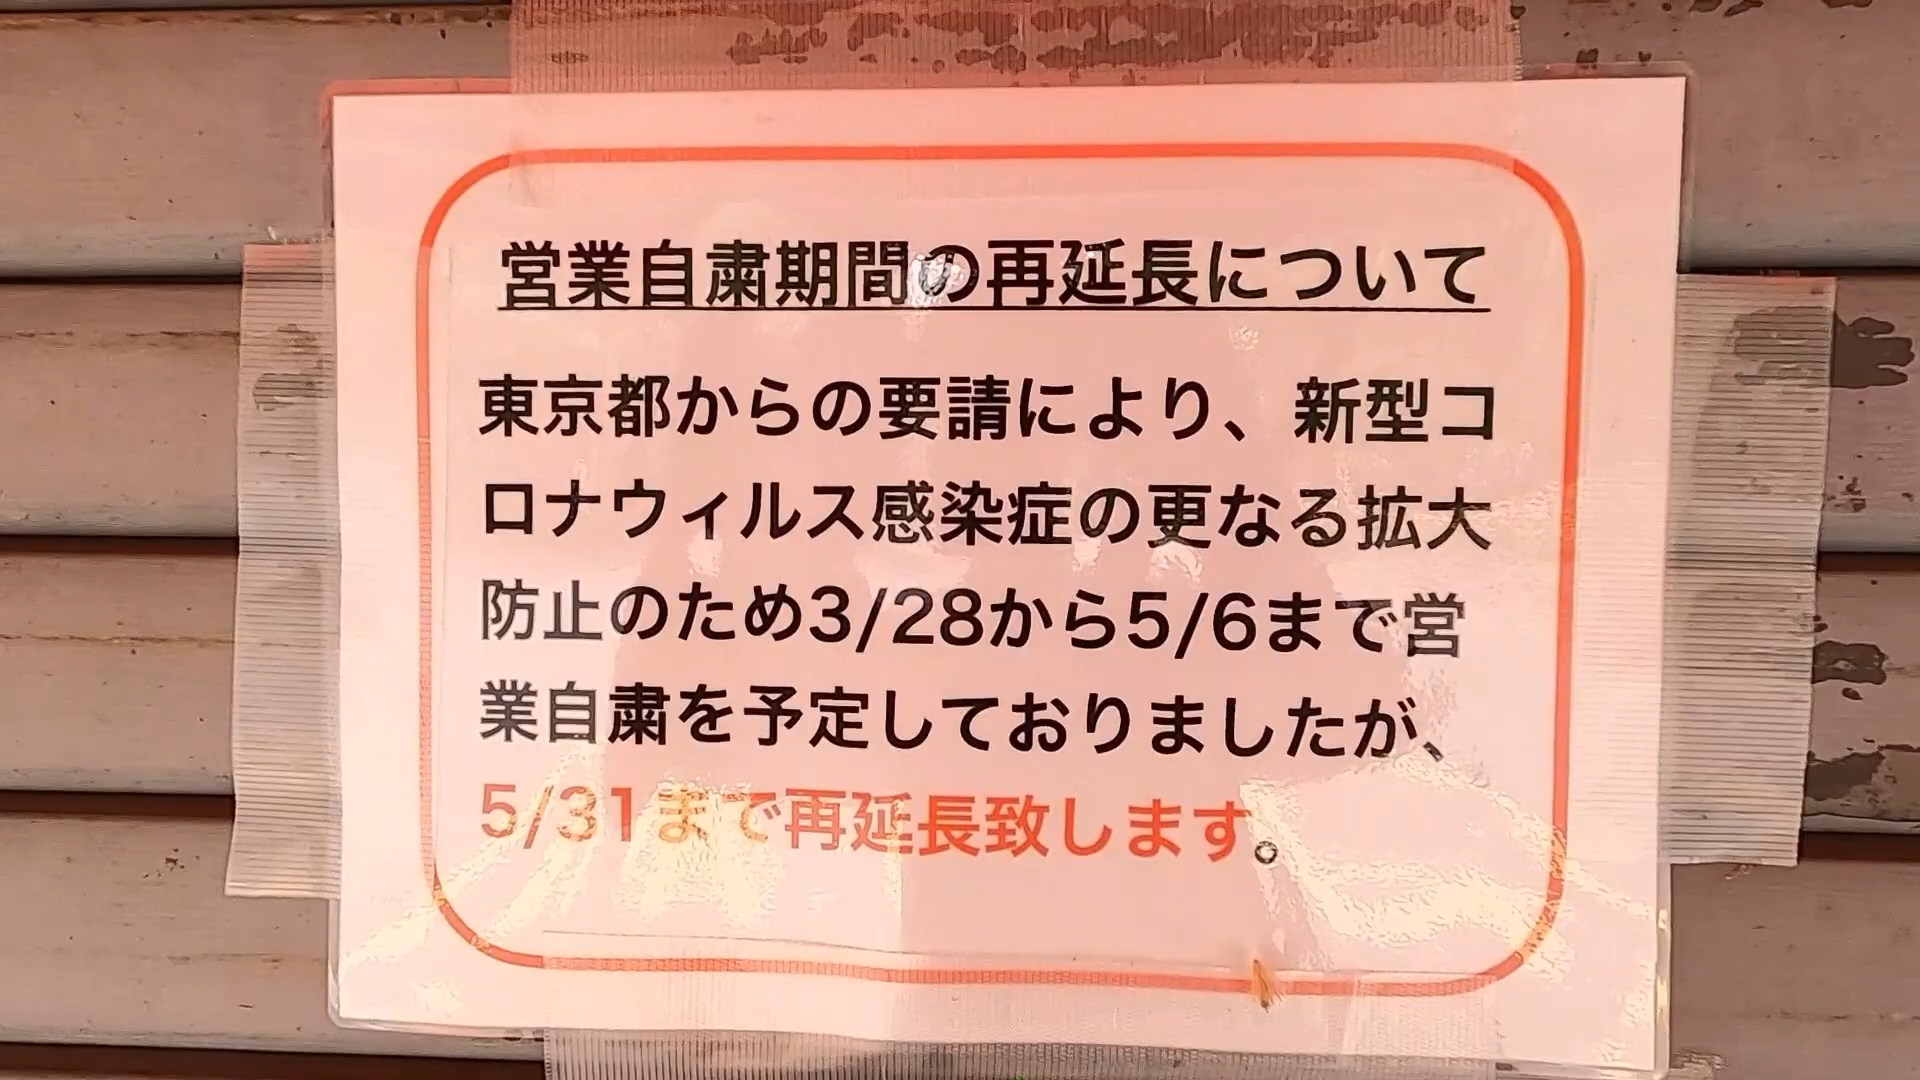 営業自粛期間の再延長について
東京都からの要請により、新型コ
ロナウィルス感染症の更なる拡大
防止のため3/28から5/6まで営
業自粛を予定しておりましたが、
5/31まで再延長致します。